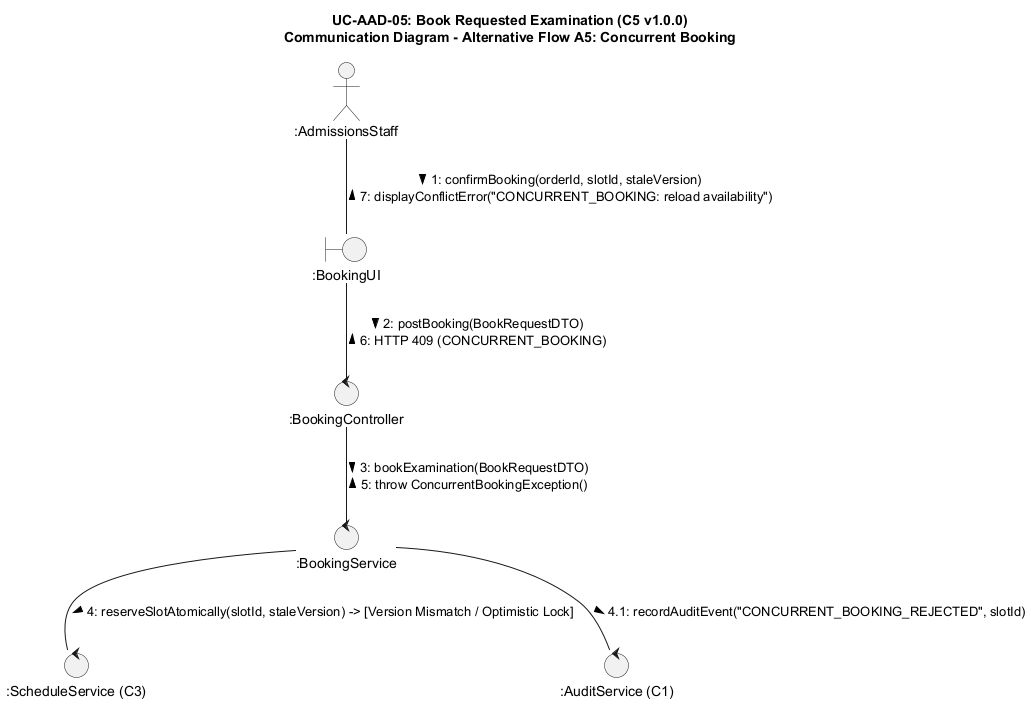 UC-AAD-05: Book Requested Examination (C5 v1.0.0)
Communication Diagram - Alternative Flow A5: Concurrent Booking
:AdmissionsStaff
1: confirmBooking(orderId, slotId, staleVersion)
7: displayConflictError("CONCURRENT_BOOKING: reload availability")
:BookingUI
2: postBooking(BookRequestDTO)
6: HTTP 409 (CONCURRENT_BOOKING)
:BookingController
3: bookExamination(BookRequestDTO)
5: throw ConcurrentBookingException()
:BookingService
4: reserveSlotAtomically(slotId, staleVersion) -> [Version Mismatch / Optimistic Lock]
4.1: recordAuditEvent("CONCURRENT_BOOKING_REJECTED", slotId)
:ScheduleService (C3)
:AuditService (C1)